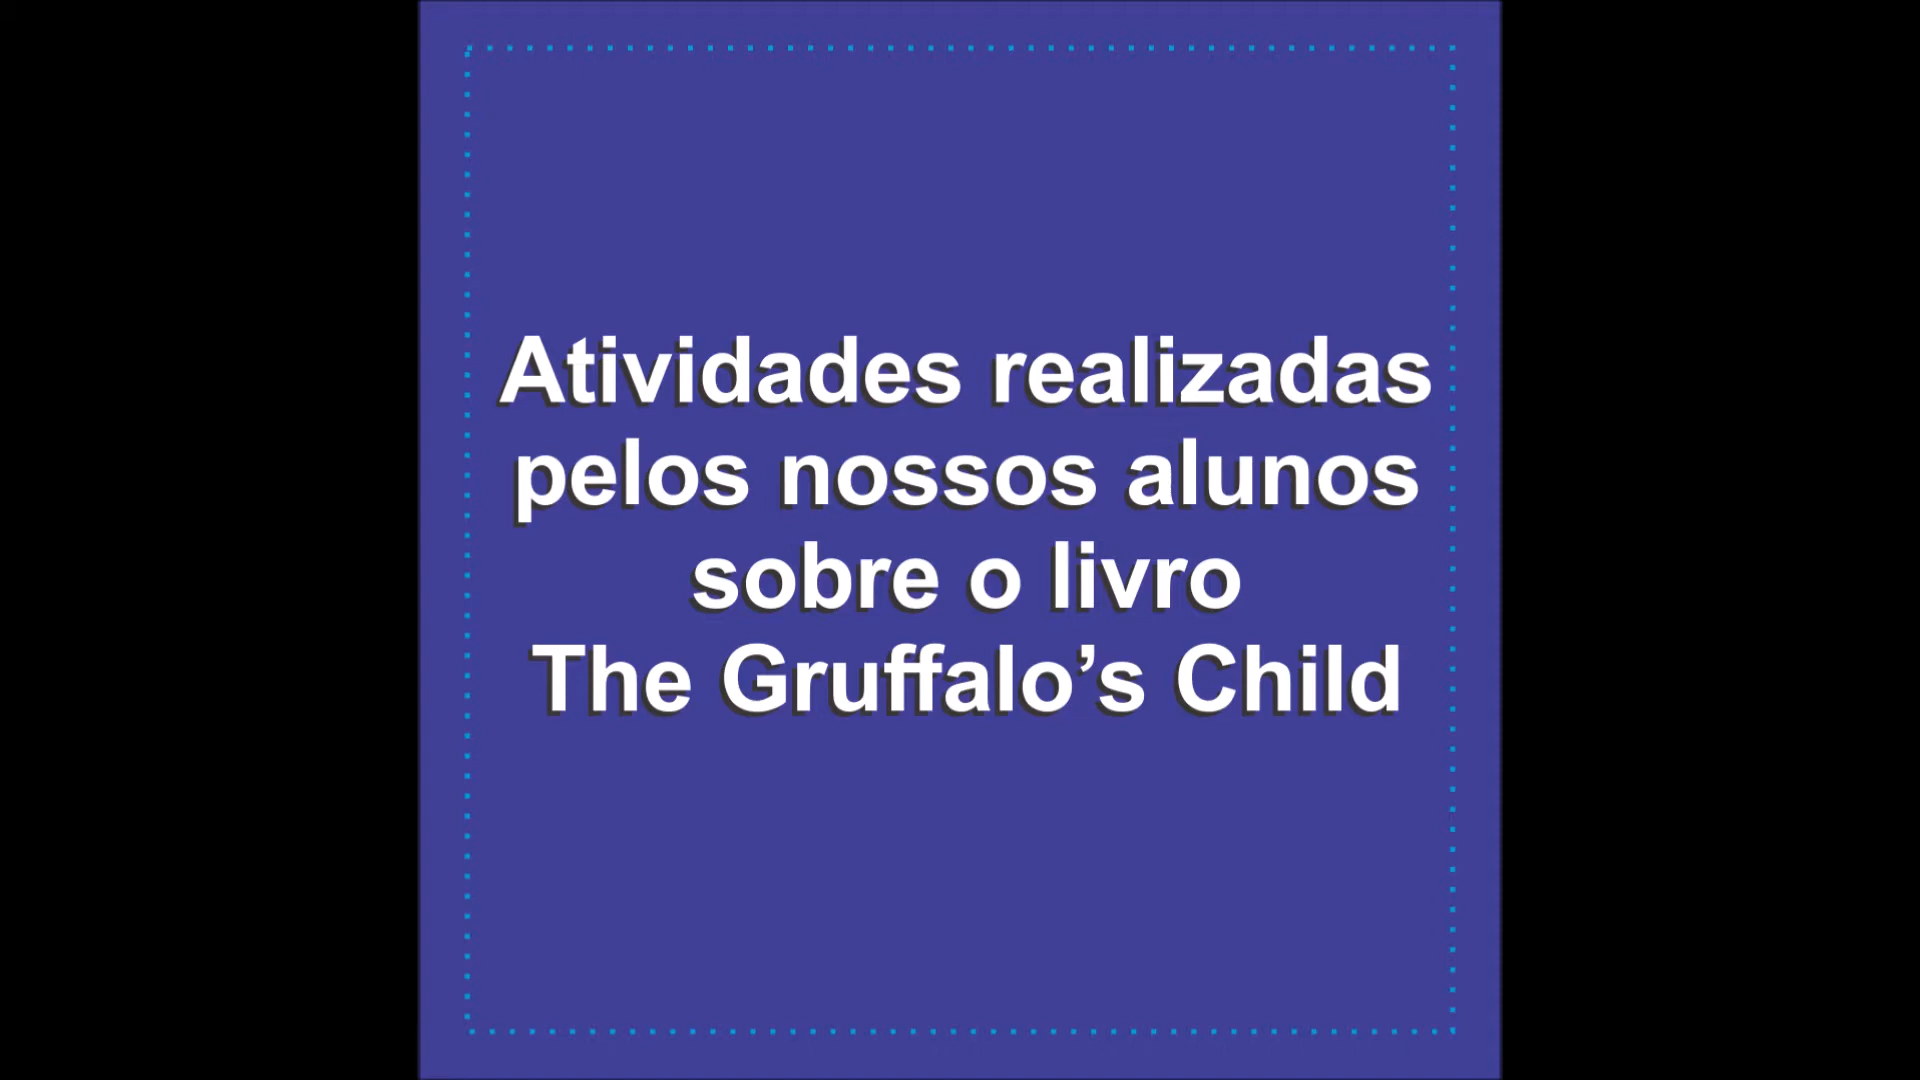 Atividades realizadas
pelos nossos alunos
sobre o livro
The Gruffalo’s Child